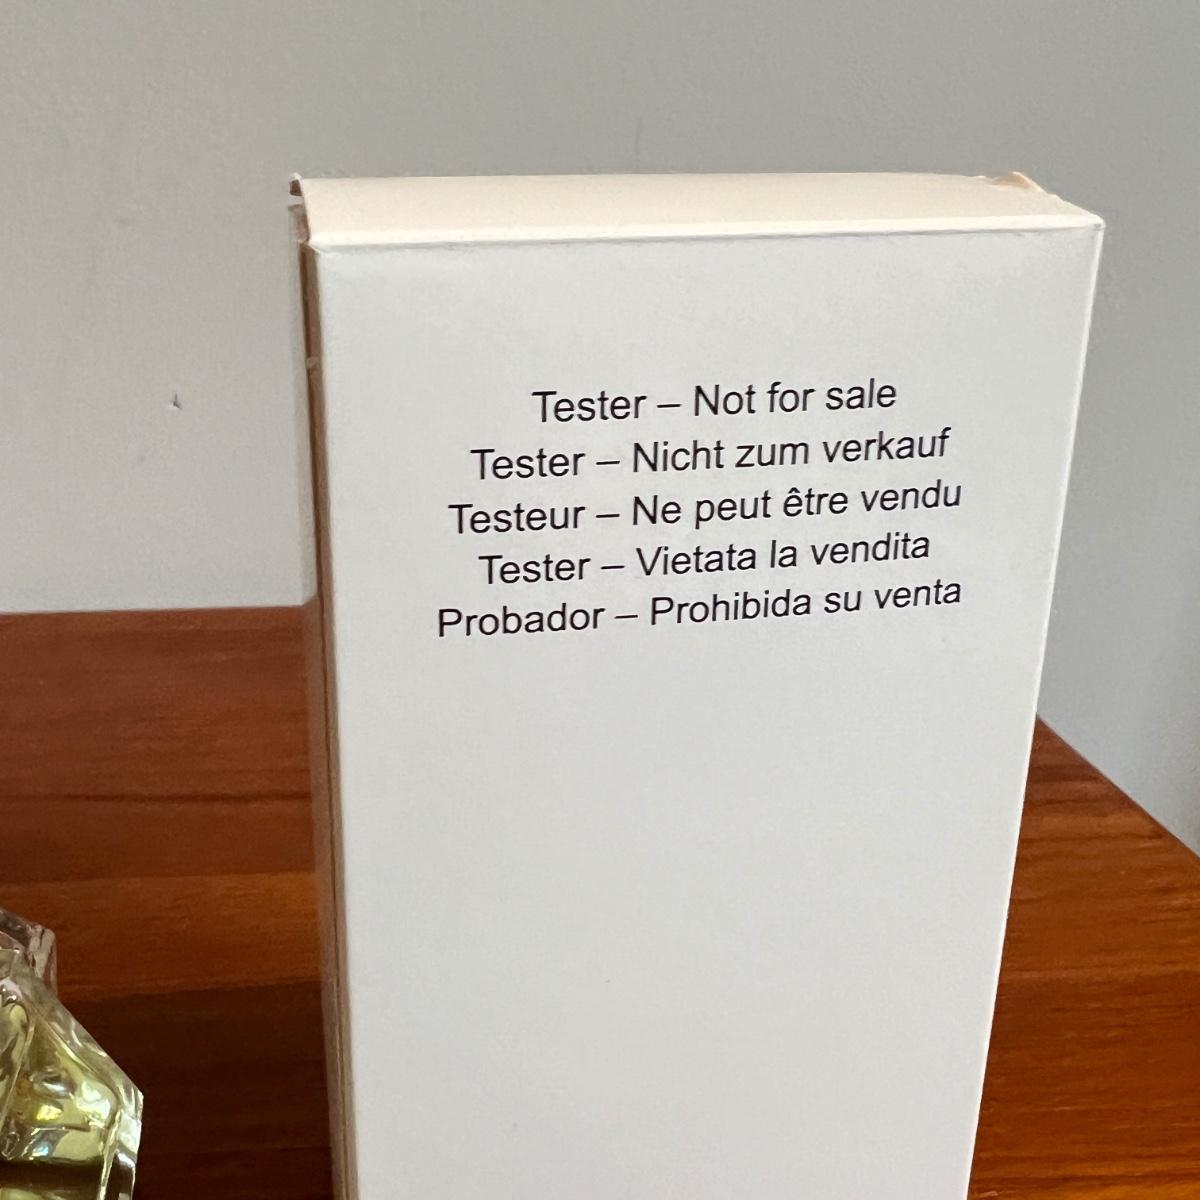 Tester – Not for sale
Tester – Nicht zum verkauf
Testeur – Ne peut être vendu
Tester – Vietata la vendita
Probador – Prohibida su venta